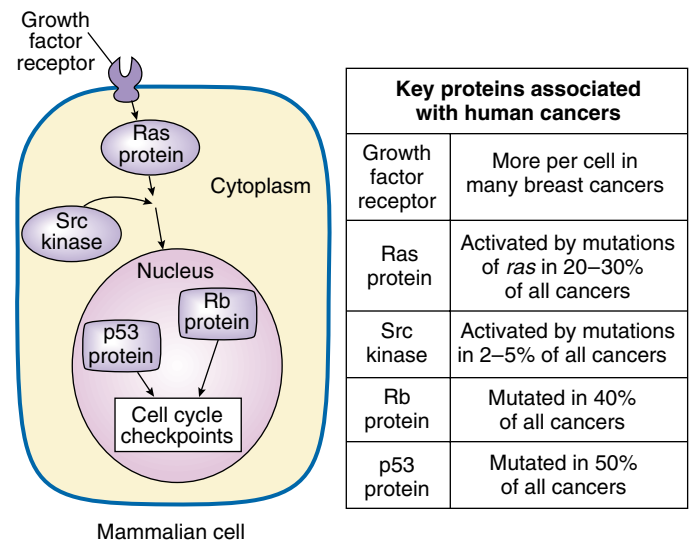 Growth
factor
receptor
Ras
protein
Cytoplasm
Src
kinase
Nucleus
Rb
protein
p53
protein
Cell cycle
checkpoints
Mammalian cell
Key proteins associated
with human cancers
Growth
factor
receptor
More per cell in
many breast cancers
Ras
protein
Activated by mutations
of ras in 20–30%
of all cancers
Src
kinase
Activated by mutations
in 2–5% of all cancers
Rb
protein
Mutated in 40%
of all cancers
p53
protein
Mutated in 50%
of all cancers